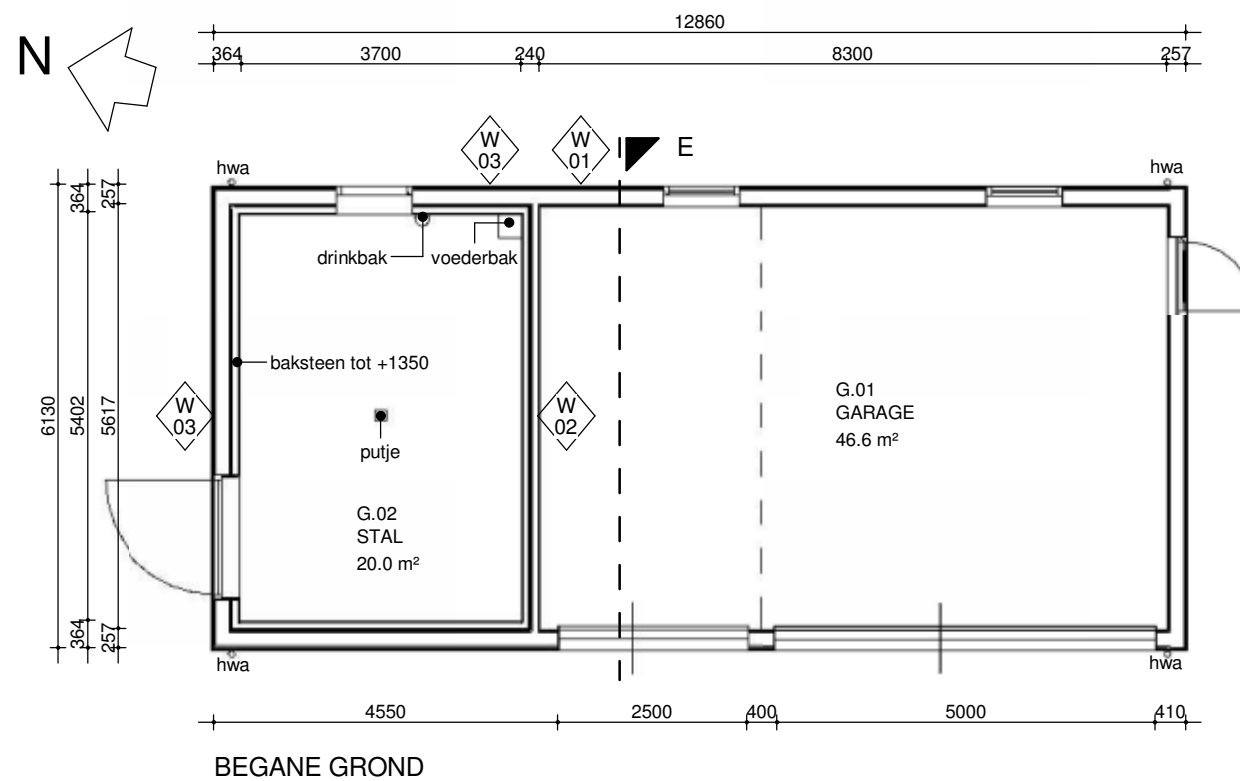 12860
N
364 3700 240 8300 257
W
03
W
01
E
hwa
hwa
364
257
drinkbak
voederbak
baksteen tot +1350
W
03
W
02
G.01
GARAGE
46.6 m²
6130
5402
5617
putje
G.02
STAL
20.0 m²
364
257
hwa
hwa
4550 2500 400 5000 410
BEGANE GROND